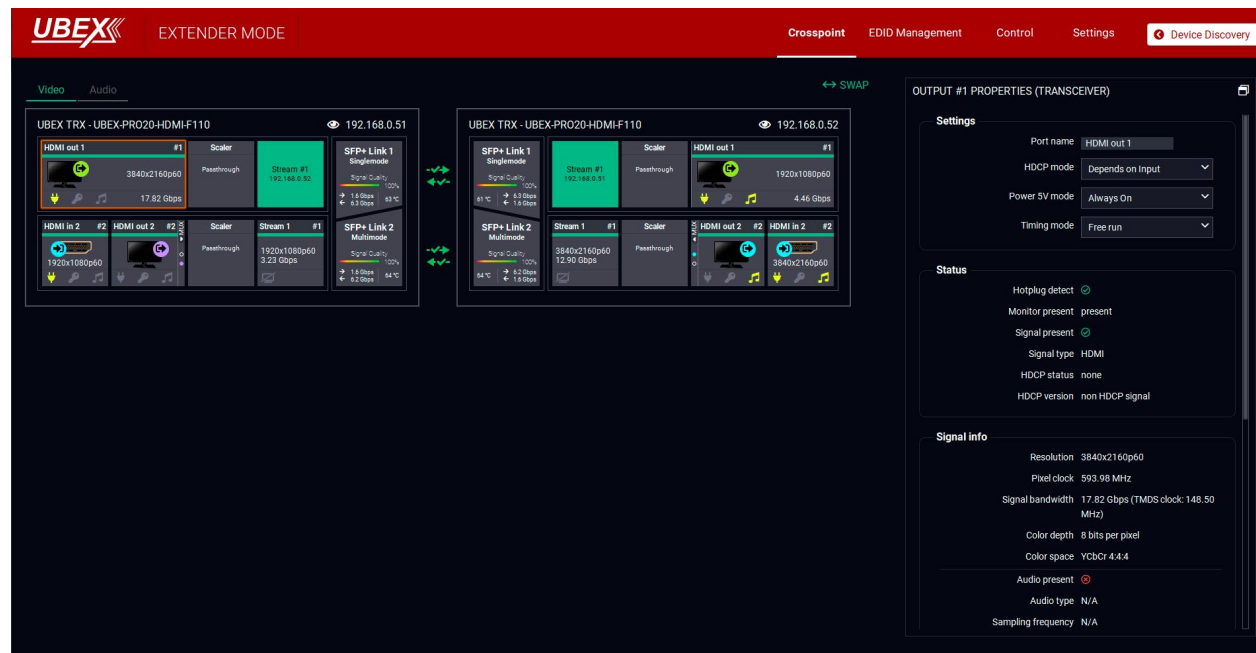 UBEX EXTENDER MODE
Crosspoint EDID Management Control Settings Device Discovery
Video Audio
SWAP
UBEX TRX - UBEX-PRO20-HDMI-F110 192.168.0.51
HDMI out 1 #1
3840x2160p60
17.82 Gbps
Scaler
Passthrough
Stream #1
192.168.0.52
SFP+ Link 1
Singlemode
Signal Quality
100%
1.6 Gbps
6.3 Gbps
63 °C
HDMI in 2 #2
1920x1080p60
HDMI out 2 #2
MUX
Scaler
Passthrough
Stream 1 #1
1920x1080p60
3.23 Gbps
SFP+ Link 2
Multimode
Signal Quality
100%
1.6 Gbps
6.2 Gbps
64 °C
UBEX TRX - UBEX-PRO20-HDMI-F110 192.168.0.52
SFP+ Link 1
Singlemode
Signal Quality
100%
61 °C
6.3 Gbps
1.6 Gbps
Stream #1
192.168.0.51
Scaler
Passthrough
HDMI out 1 #1
1920x1080p60
4.46 Gbps
SFP+ Link 2
Multimode
Signal Quality
100%
64 °C
6.2 Gbps
1.6 Gbps
Stream 1 #1
3840x2160p60
12.90 Gbps
Scaler
Passthrough
MUX
HDMI out 2 #2
HDMI in 2 #2
3840x2160p60
OUTPUT #1 PROPERTIES (TRANSCEIVER)
Settings
Port name HDMI out 1
HDCP mode Depends on Input
Power 5V mode Always On
Timing mode Free run
Status
Hotplug detect
Monitor present present
Signal present
Signal type HDMI
HDCP status none
HDCP version non HDCP signal
Signal info
Resolution 3840x2160p60
Pixel clock 593.98 MHz
Signal bandwidth 17.82 Gbps (TMDS clock: 148.50
MHz)
Color depth 8 bits per pixel
Color space YCbCr 4:4:4
Audio present
Audio type N/A
Sampling frequency N/A